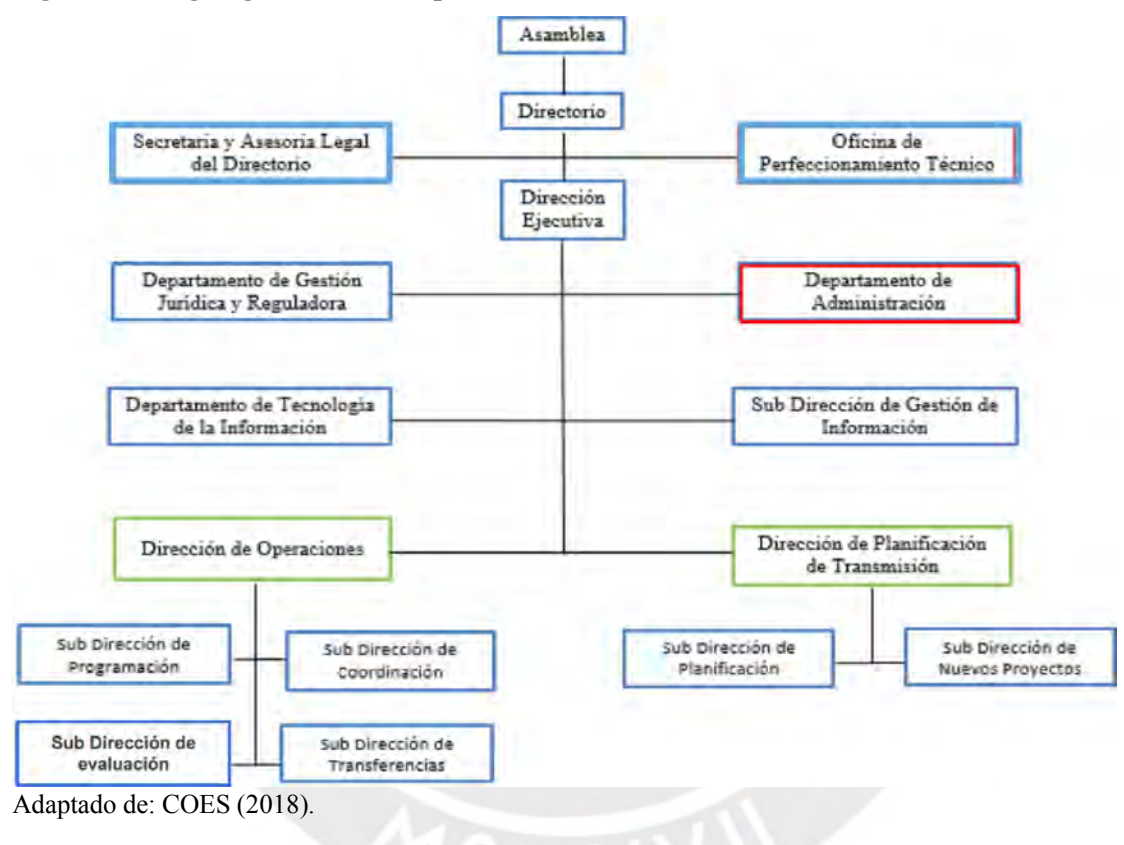 Asamblea
Directorio
Secretaria y Asesoria Legal
del Directorio
Oficina de
Perfeccionamiento Técnico
Dirección
Ejecutiva
Departamento de Gestión
Jurídica y Reguladora
Departamento de
Administración
Departamento de Tecnologia
de la Información
Sub Dirección de Gestión de
Información
Dirección de Operaciones
Dirección de Planificación
de Transmisión
Sub Dirección de
Programación
Sub Dirección de
Coordinación
Sub Dirección de
Planificación
Sub Dirección de
Nuevos Proyectos
Sub Dirección de
evaluación
Sub Dirección de
Transferencias
Adaptado de: COES (2018).